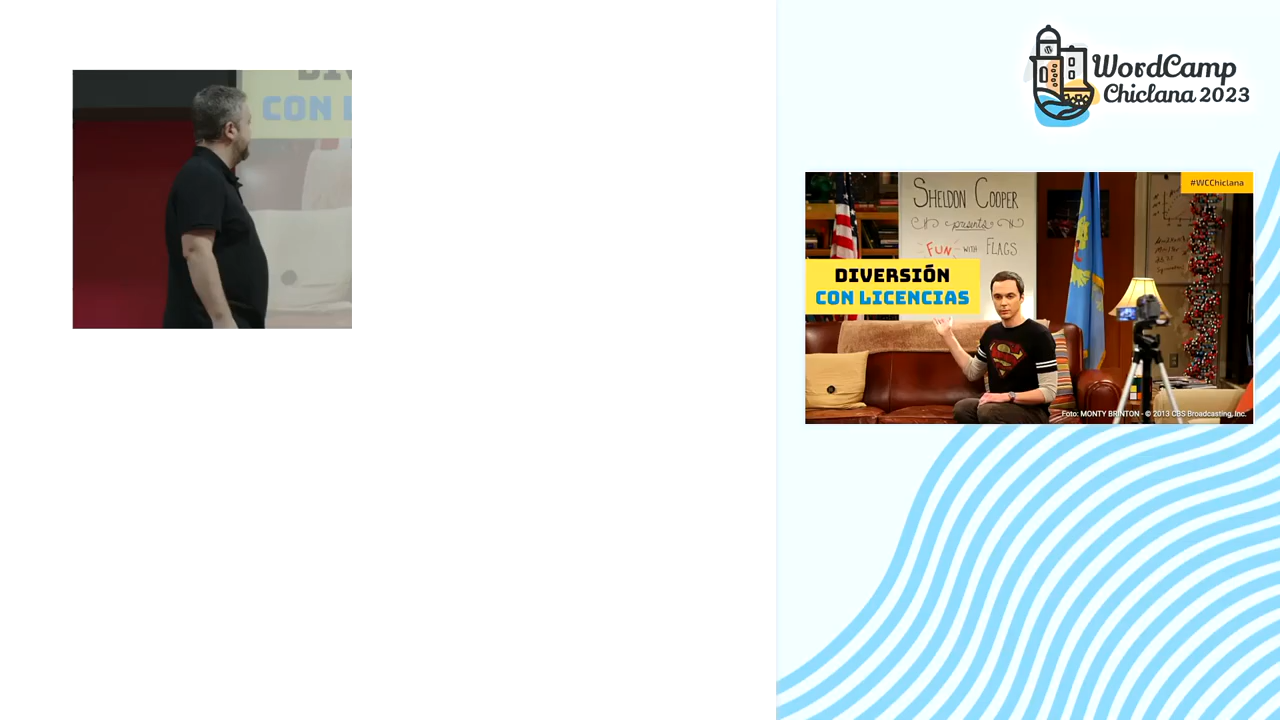 DIV
CON L
WordCamp
Chiclana 2023
#WCChiclana
SHELDON COOPER
presents
FUN WITH FLAGS
DIVERSIÓN
CON LICENCIAS
Foto: MONTY BRINTON - © 2013 CBS Broadcasting, Inc.